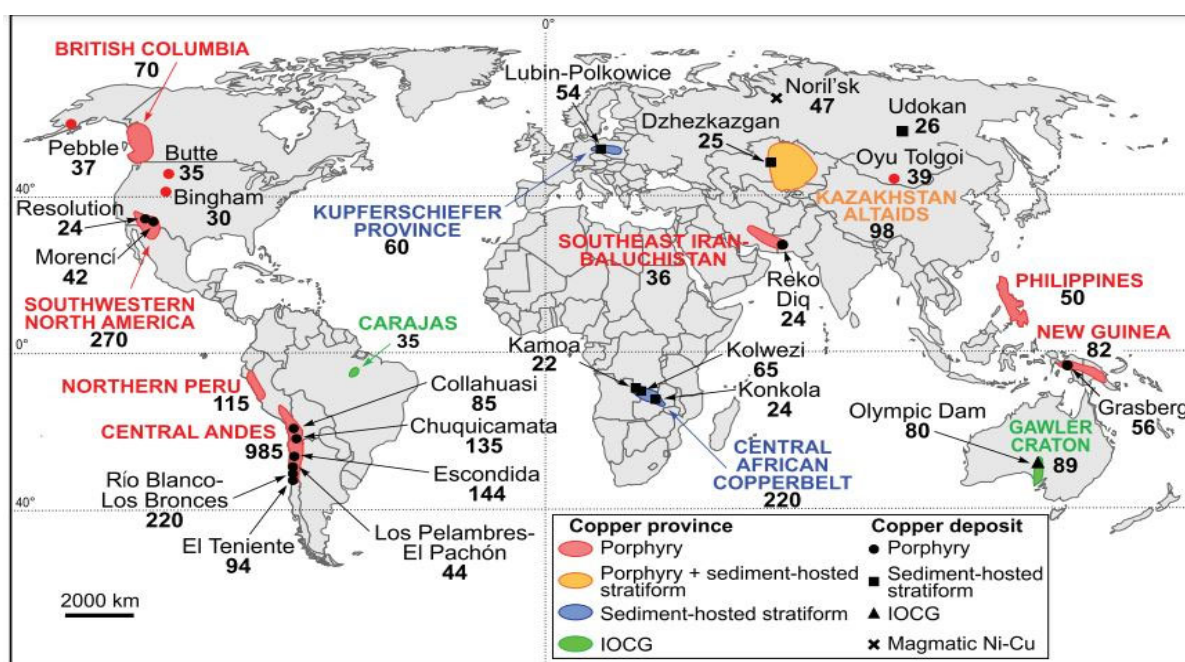 0°
BRITISH COLUMBIA
70
Pebble
37
Butte
35
Bingham
30
Resolution
24
Morencí
42
SOUTHWESTERN
NORTH AMERICA
270
40°
Lubin-Polkowice
54
Noril'sk
47
Udokan
26
Dzhezkazgan
25
Oyu Tolgoi
39
KUPFERSCHIEFER
PROVINCE
60
KAZAKHSTAN
ALTAIDS
98
SOUTHEAST IRAN-
BALUCHISTAN
36
Reko
Diq
24
PHILIPPINES
50
NEW GUINEA
82
Grasberg
56
0°
CARAJAS
35
NORTHERN PERU
115
CENTRAL ANDES
985
Collahuasi
85
Chuquicamata
135
Escondida
144
Río Blanco-
Los Bronces
220
El Teniente
94
Los Pelambres-
El Pachón
44
Kamoa
22
Kolwezi
65
Konkola
24
CENTRAL
AFRICAN
COPPERBELT
220
Olympic Dam
80
GAWLER
CRATON
89
40°
2000 km
Copper province
Porphyry
Porphyry + sediment-hosted
stratiform
Sediment-hosted stratiform
IOCG
Copper deposit
Porphyry
Sediment-hosted
stratiform
IOCG
Magmatic Ni-Cu